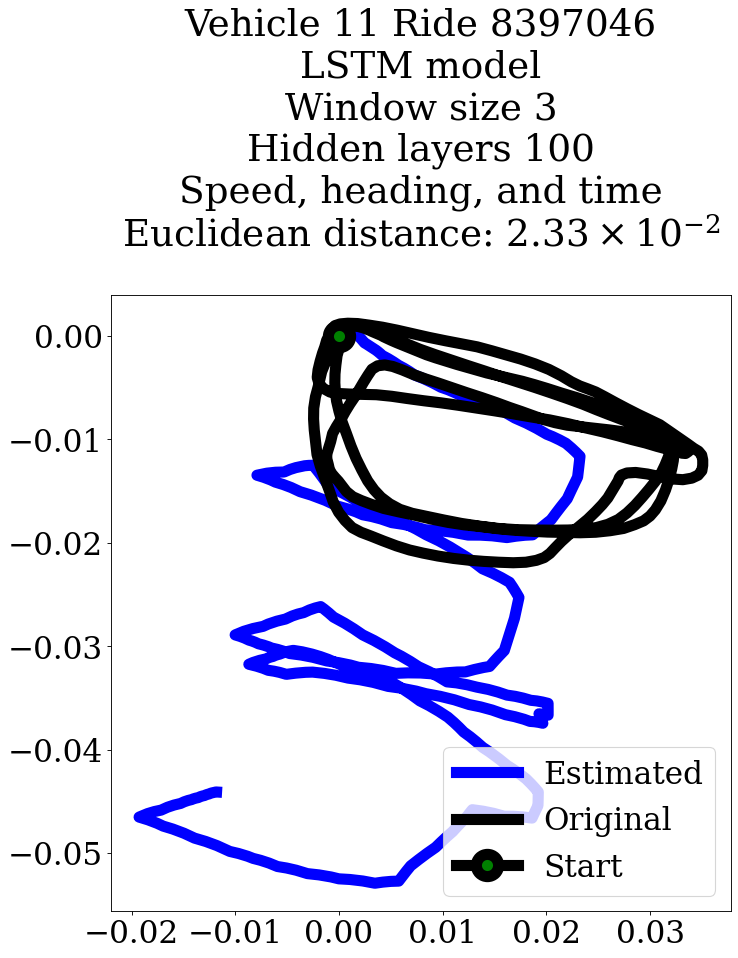 Vehicle 11 Ride 8397046
LSTM model
Window size 3
Hidden layers 100
Speed, heading, and time
Euclidean distance: 2.33 × 10⁻²
0.00
−0.01
−0.02
−0.03
−0.04
−0.05
Estimated
Original
Start
−0.02 −0.01 0.00 0.01 0.02 0.03